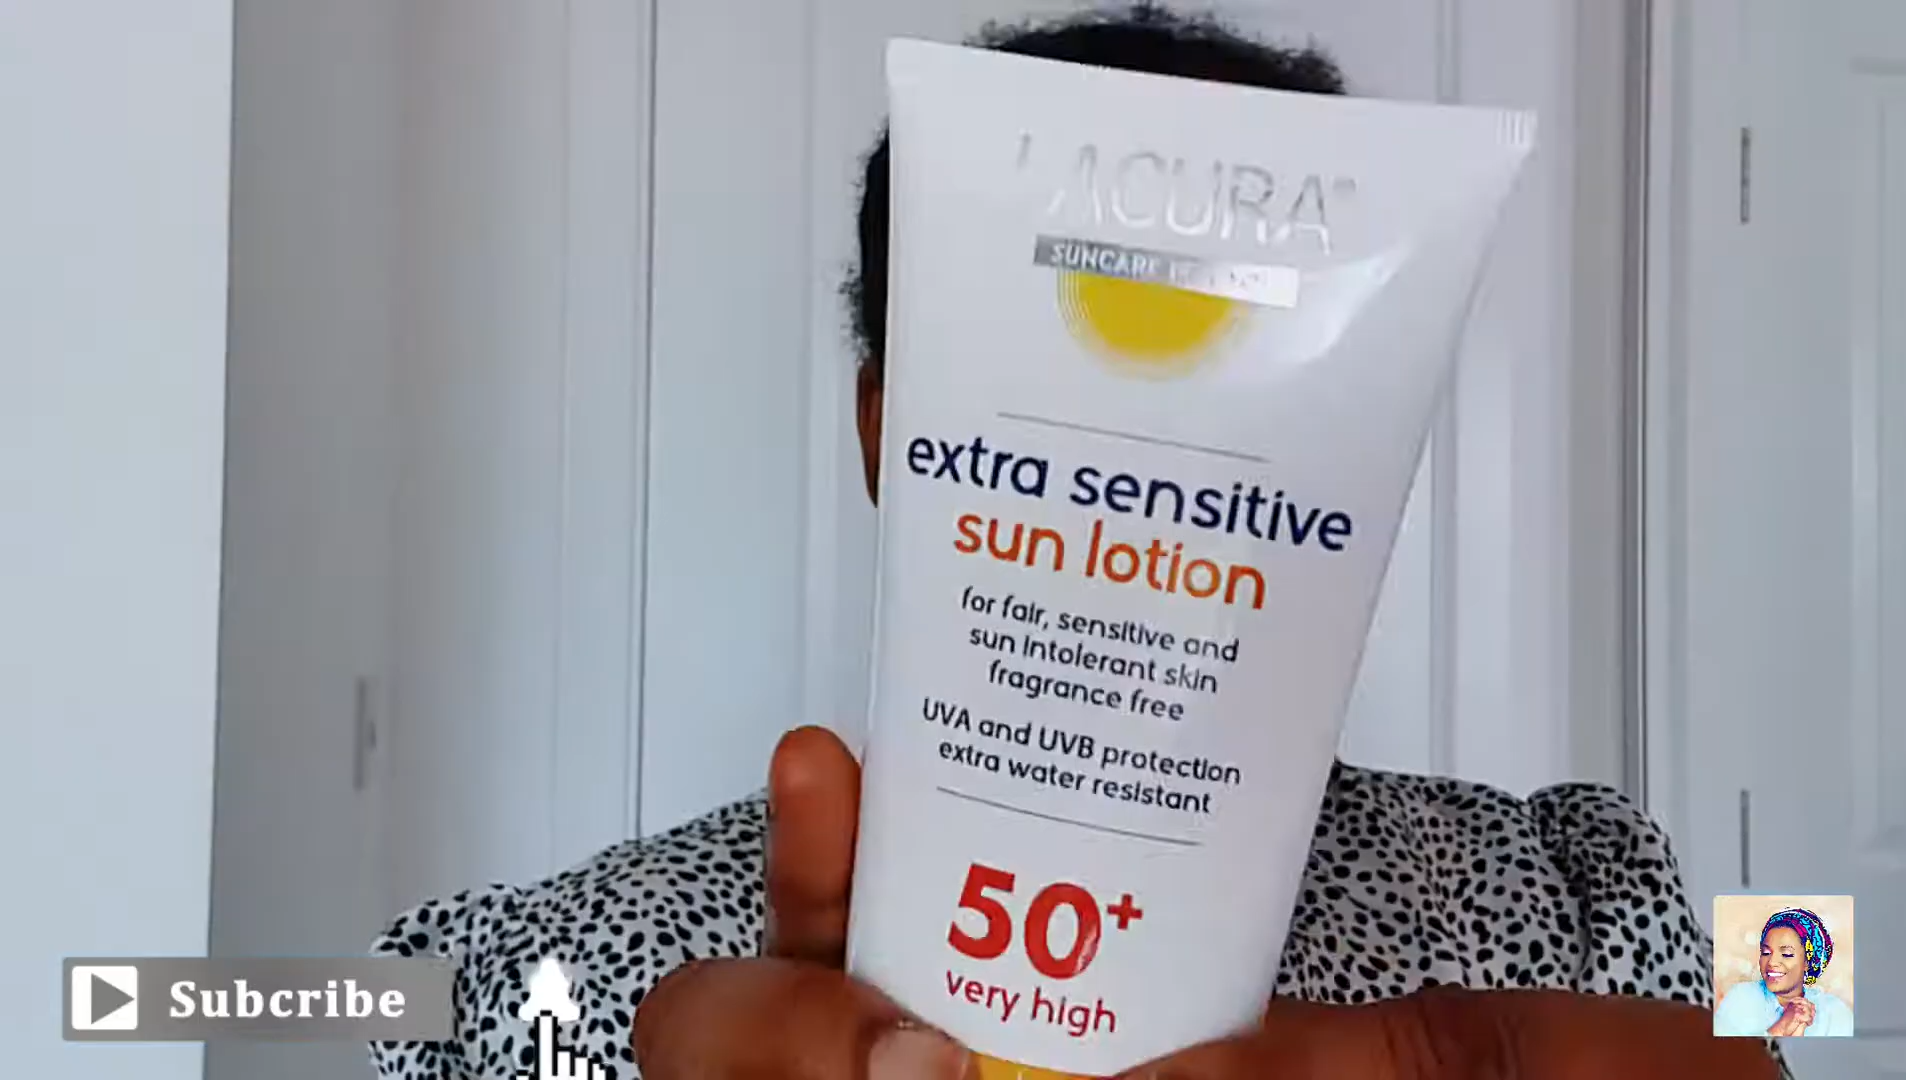 LACURA®
SUNCARE
extra sensitive
sun lotion
for fair, sensitive and
sun intolerant skin
fragrance free
UVA and UVB protection
extra water resistant
50+
very high
Subcribe